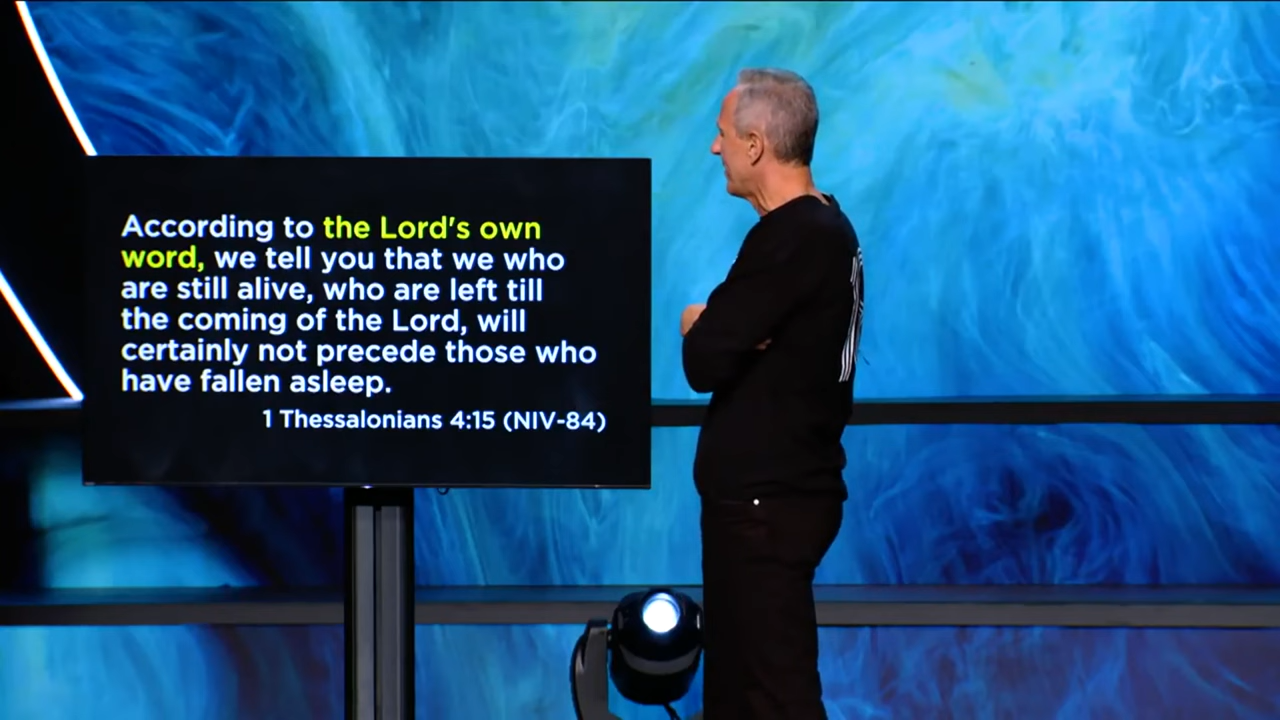 According to the Lord's own
word, we tell you that we who
are still alive, who are left till
the coming of the Lord, will
certainly not precede those who
have fallen asleep.
1 Thessalonians 4:15 (NIV-84)